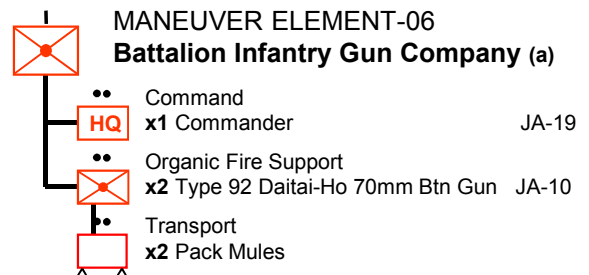 MANEUVER ELEMENT-06
Battalion Infantry Gun Company (a)
Command
HQ x1 Commander JA-19
Organic Fire Support
x2 Type 92 Daitai-Ho 70mm Btn Gun JA-10
Transport
x2 Pack Mules